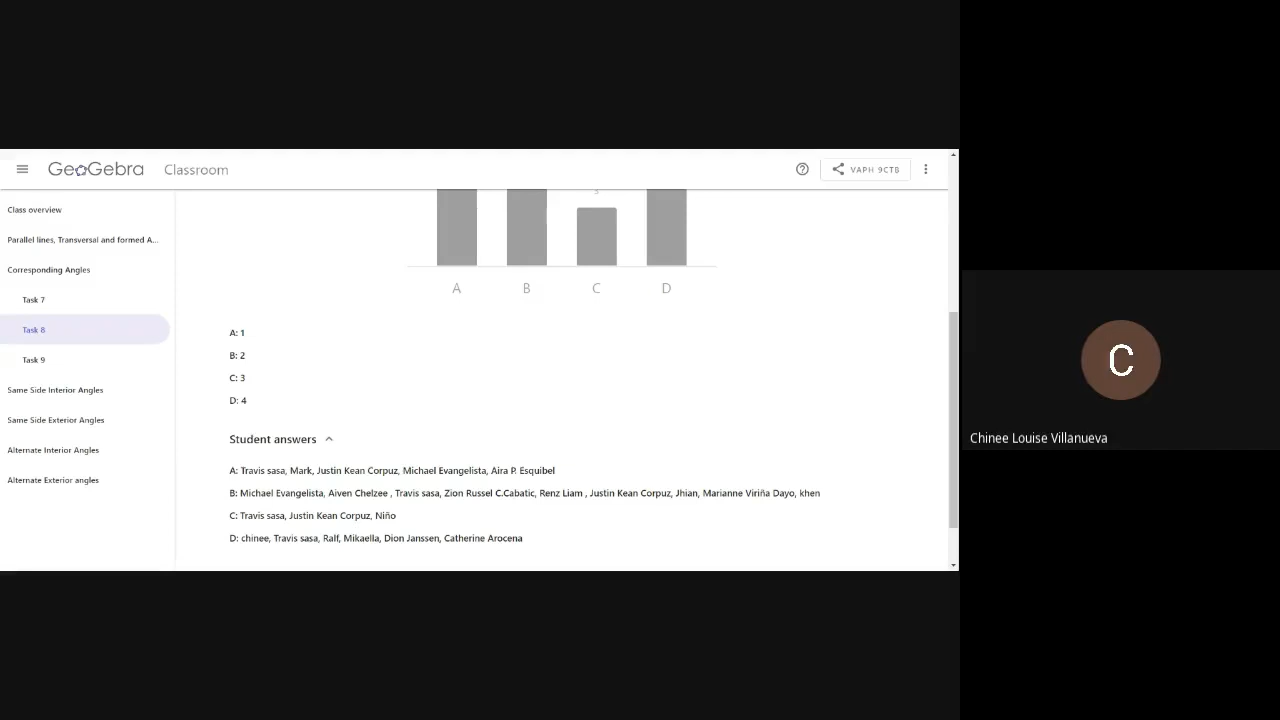 GeoGebra Classroom
VAPH 9CTB
Class overview
Parallel lines, Transversal and formed A...
Corresponding Angles
Task 7
Task 8
Task 9
Same Side Interior Angles
Same Side Exterior Angles
Alternate Interior Angles
Alternate Exterior angles
3
A B C D
A: 1
B: 2
C: 3
D: 4
Student answers
A: Travis sasa, Mark, Justin Kean Corpuz, Michael Evangelista, Aira P. Esquibel
B: Michael Evangelista, Aiven Chelzee , Travis sasa, Zion Russel C.Cabatic, Renz Liam , Justin Kean Corpuz, Jhian, Marianne Viriña Dayo, khen
C: Travis sasa, Justin Kean Corpuz, Niño
D: chinee, Travis sasa, Ralf, Mikaella, Dion Janssen, Catherine Arocena
C
Chinee Louise Villanueva